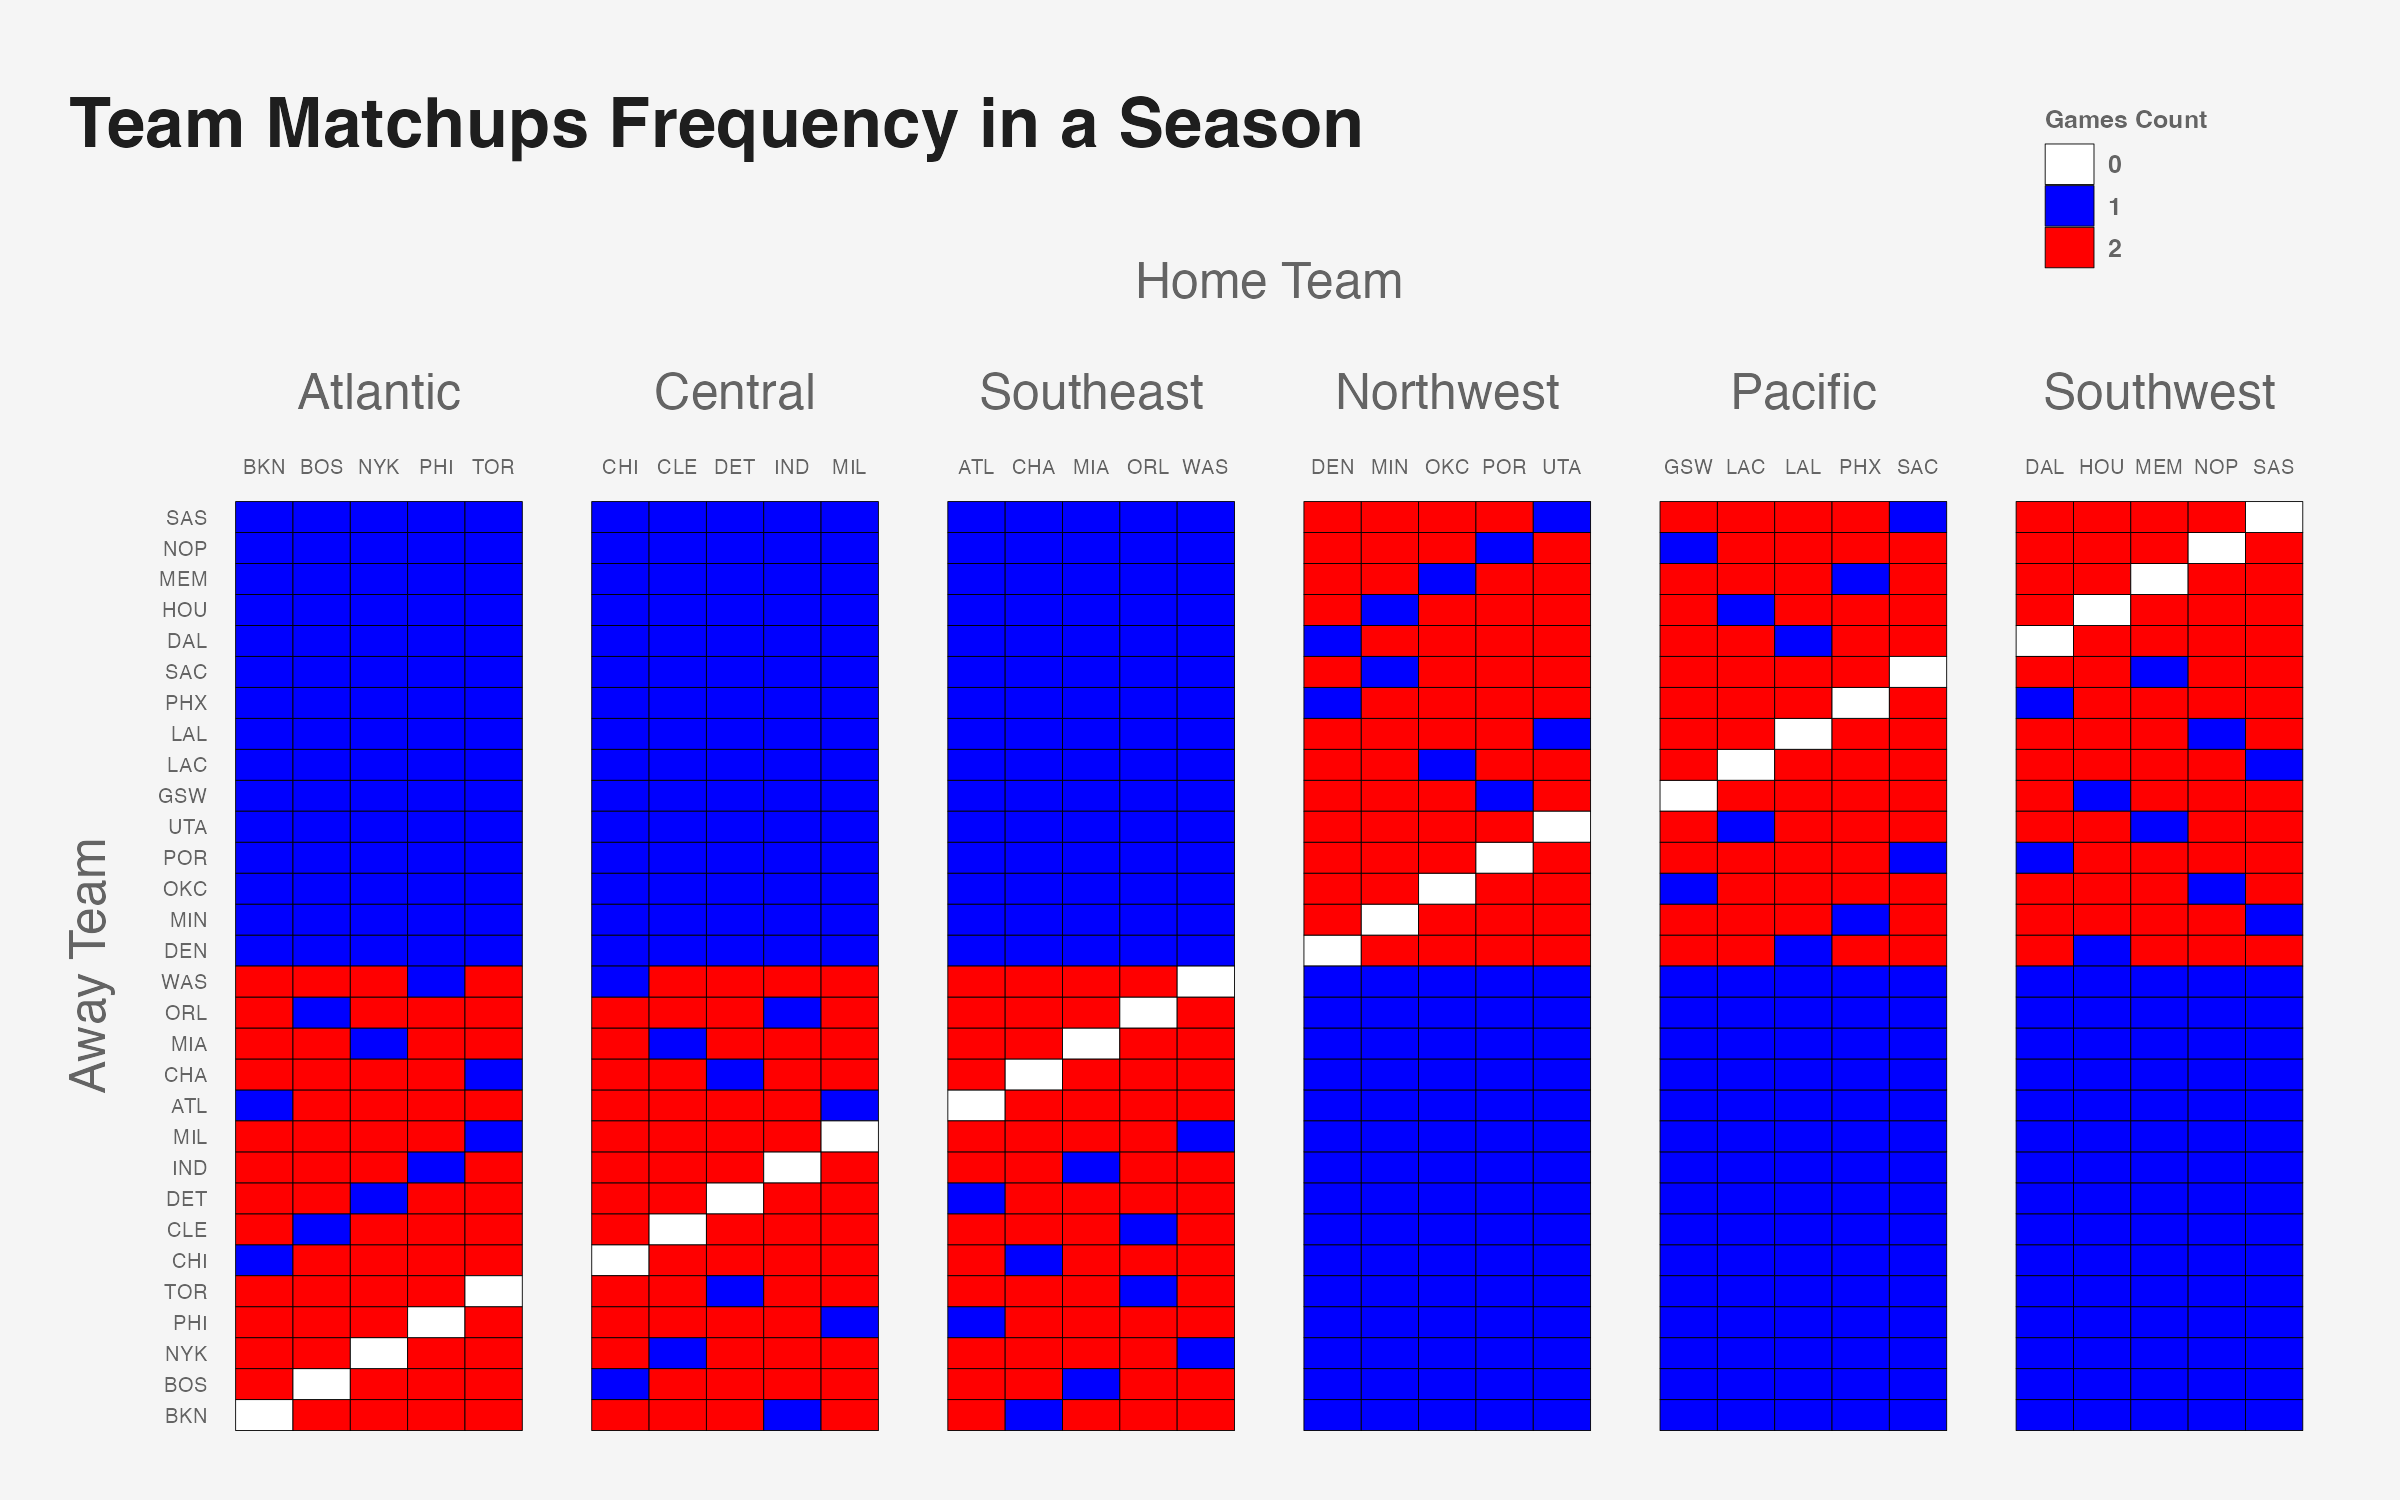 Team Matchups Frequency in a Season
Games Count
0
1
2
Home Team
Atlantic Central Southeast Northwest Pacific Southwest
BKN BOS NYK PHI TOR CHI CLE DET IND MIL ATL CHA MIA ORL WAS DEN MIN OKC POR UTA GSW LAC LAL PHX SAC DAL HOU MEM NOP SAS
Away Team
SAS
NOP
MEM
HOU
DAL
SAC
PHX
LAL
LAC
GSW
UTA
POR
OKC
MIN
DEN
WAS
ORL
MIA
CHA
ATL
MIL
IND
DET
CLE
CHI
TOR
PHI
NYK
BOS
BKN